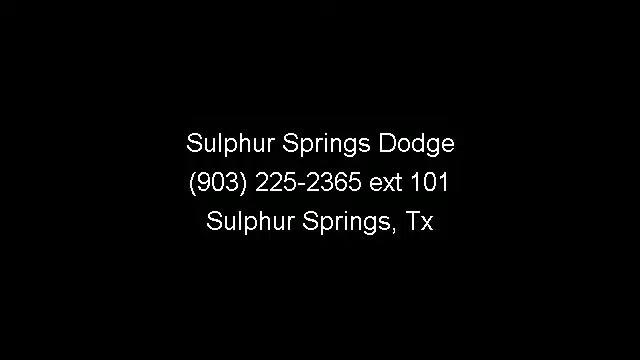 Sulphur Springs Dodge
(903) 225-2365 ext 101
Sulphur Springs, Tx